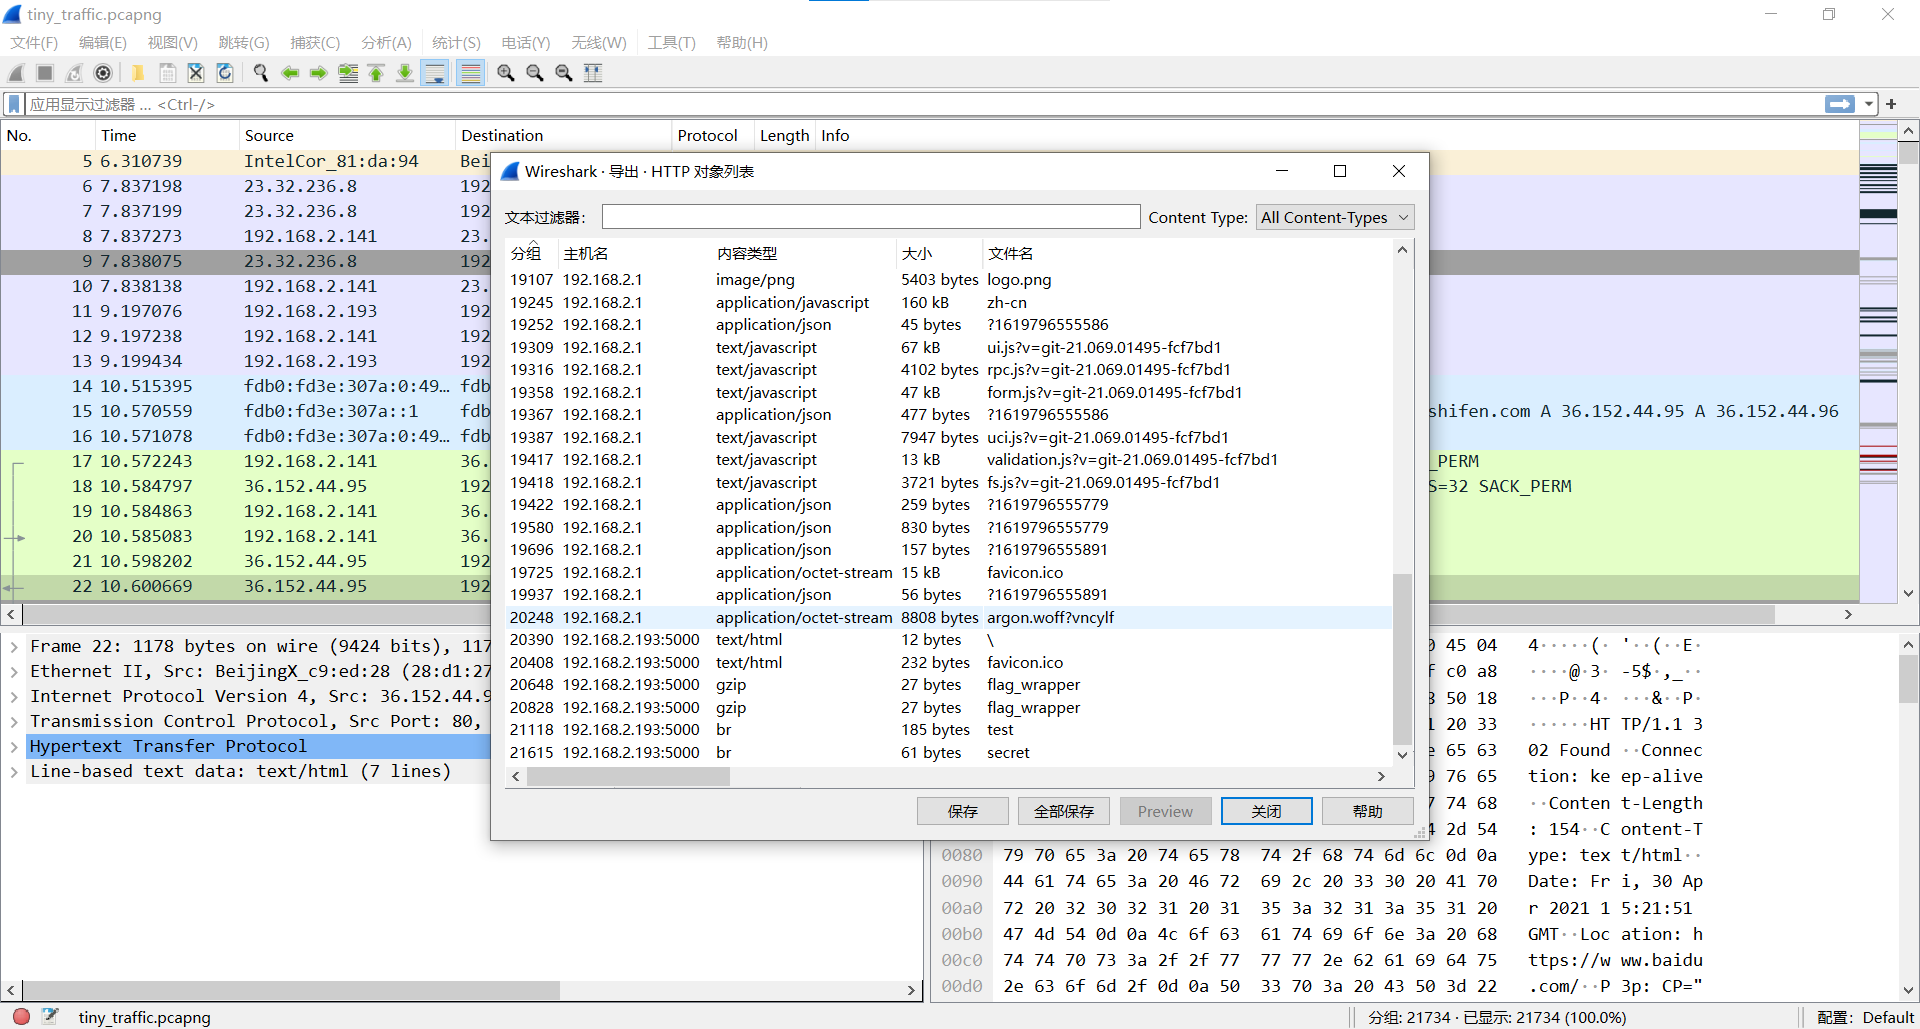 tiny_traffic.pcapng
文件(F) 编辑(E) 视图(V) 跳转(G) 捕获(C) 分析(A) 统计(S) 电话(Y) 无线(W) 工具(T) 帮助(H)
应用显示过滤器 … <Ctrl-/>
No. Time Source Destination Protocol Length Info
5 6.310739 IntelCor_81:da:94 Bei
6 7.837198 23.32.236.8 192
7 7.837199 23.32.236.8 192
8 7.837273 192.168.2.141 23.
9 7.838075 23.32.236.8 192
10 7.838138 192.168.2.141 23.
11 9.197076 192.168.2.193 192
12 9.197238 192.168.2.141 192
13 9.199434 192.168.2.193 192
14 10.515395 fdb0:fd3e:307a:0:49… fdb
15 10.570559 fdb0:fd3e:307a::1 fdb shifen.com A 36.152.44.95 A 36.152.44.96
16 10.571078 fdb0:fd3e:307a:0:49… fdb
17 10.572243 192.168.2.141 36. _PERM
18 10.584797 36.152.44.95 192 S=32 SACK_PERM
19 10.584863 192.168.2.141 36.
20 10.585083 192.168.2.141 36.
21 10.598202 36.152.44.95 192
22 10.600669 36.152.44.95 192
Wireshark · 导出 · HTTP 对象列表
文本过滤器: Content Type: All Content-Types
分组 主机名 内容类型 大小 文件名
19107 192.168.2.1 image/png 5403 bytes logo.png
19245 192.168.2.1 application/javascript 160 kB zh-cn
19252 192.168.2.1 application/json 45 bytes ?1619796555586
19309 192.168.2.1 text/javascript 67 kB ui.js?v=git-21.069.01495-fcf7bd1
19316 192.168.2.1 text/javascript 4102 bytes rpc.js?v=git-21.069.01495-fcf7bd1
19358 192.168.2.1 text/javascript 47 kB form.js?v=git-21.069.01495-fcf7bd1
19367 192.168.2.1 application/json 477 bytes ?1619796555586
19387 192.168.2.1 text/javascript 7947 bytes uci.js?v=git-21.069.01495-fcf7bd1
19417 192.168.2.1 text/javascript 13 kB validation.js?v=git-21.069.01495-fcf7bd1
19418 192.168.2.1 text/javascript 3721 bytes fs.js?v=git-21.069.01495-fcf7bd1
19422 192.168.2.1 application/json 259 bytes ?1619796555779
19580 192.168.2.1 application/json 830 bytes ?1619796555779
19696 192.168.2.1 application/json 157 bytes ?1619796555891
19725 192.168.2.1 application/octet-stream 15 kB favicon.ico
19937 192.168.2.1 application/json 56 bytes ?1619796555891
20248 192.168.2.1 application/octet-stream 8808 bytes argon.woff?vncylf
20390 192.168.2.193:5000 text/html 12 bytes \
20408 192.168.2.193:5000 text/html 232 bytes favicon.ico
20648 192.168.2.193:5000 gzip 27 bytes flag_wrapper
20828 192.168.2.193:5000 gzip 27 bytes flag_wrapper
21118 192.168.2.193:5000 br 185 bytes test
21615 192.168.2.193:5000 br 61 bytes secret
保存 全部保存 Preview 关闭 帮助
Frame 22: 1178 bytes on wire (9424 bits), 117
Ethernet II, Src: BeijingX_c9:ed:28 (28:d1:27
Internet Protocol Version 4, Src: 36.152.44.9
Transmission Control Protocol, Src Port: 80,
Hypertext Transfer Protocol
Line-based text data: text/html (7 lines)
0 45 04 4·····(· '··(··E·
f c0 a8 ····@·3· -5$·,_··
3 50 18 ···P··4· ···&··P·
1 20 33 ······HT TP/1.1 3
e 65 63 02 Found ··Connec
9 76 65 tion: ke ep-alive
7 74 68 ··Conten t-Length
4 2d 54 : 154··C ontent-T
0080 79 70 65 3a 20 74 65 78 74 2f 68 74 6d 6c 0d 0a ype: tex t/html··
0090 44 61 74 65 3a 20 46 72 69 2c 20 33 30 20 41 70 Date: Fr i, 30 Ap
00a0 72 20 32 30 32 31 20 31 35 3a 32 31 3a 35 31 20 r 2021 1 5:21:51
00b0 47 4d 54 0d 0a 4c 6f 63 61 74 69 6f 6e 3a 20 68 GMT··Loc ation: h
00c0 74 74 70 73 3a 2f 2f 77 77 77 2e 62 61 69 64 75 ttps://w ww.baidu
00d0 2e 63 6f 6d 2f 0d 0a 50 33 70 3a 20 43 50 3d 22 .com/··P 3p: CP="
tiny_traffic.pcapng 分组: 21734 · 已显示: 21734 (100.0%) 配置: Default